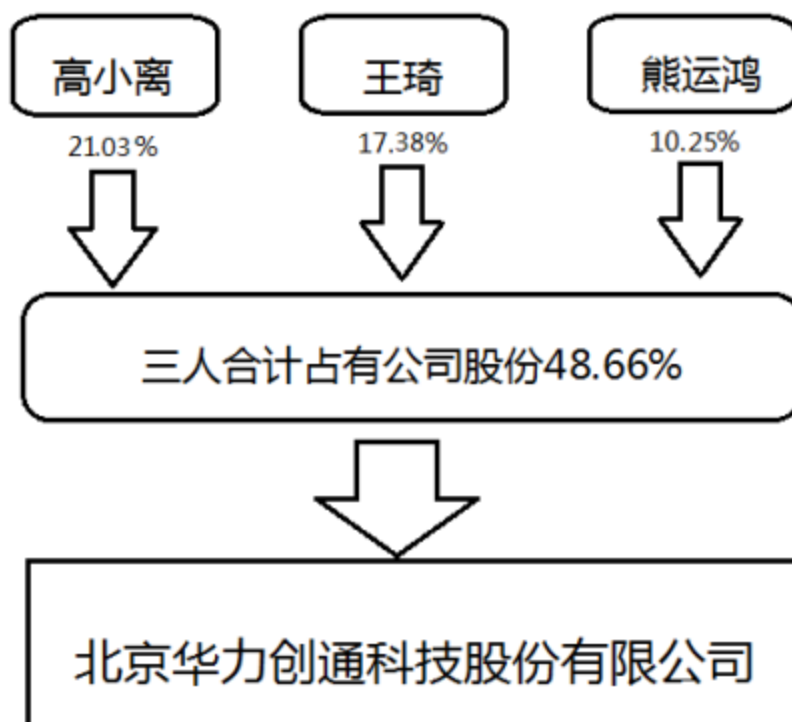 高小离 王琦 熊运鸿
21.03% 17.38% 10.25%
三人合计占有公司股份48.66%
北京华力创通科技股份有限公司